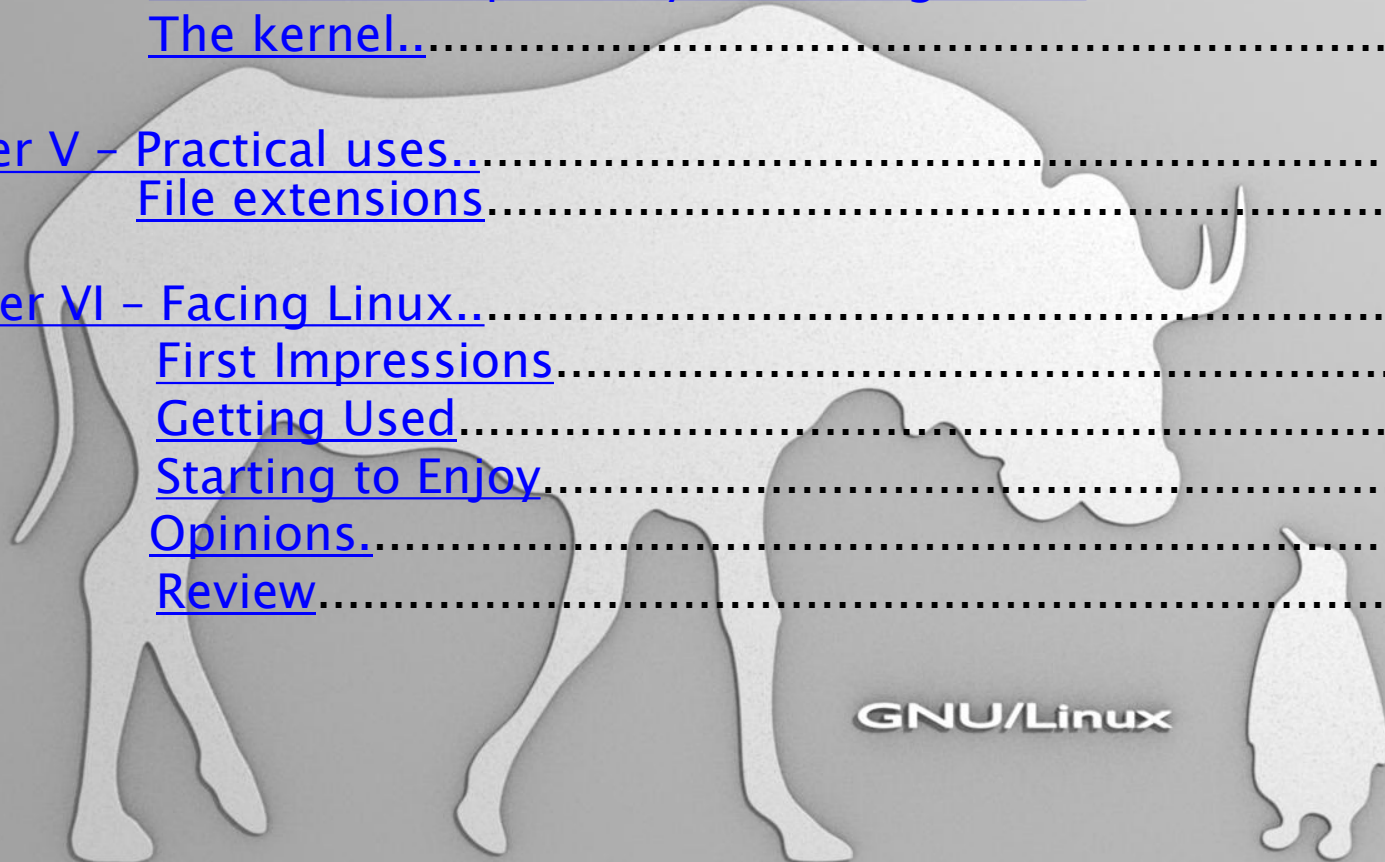 The kernel..
er V – Practical uses..
File extensions
er VI – Facing Linux..
First Impressions
Getting Used
Starting to Enjoy
Opinions.
Review
GNU/Linux